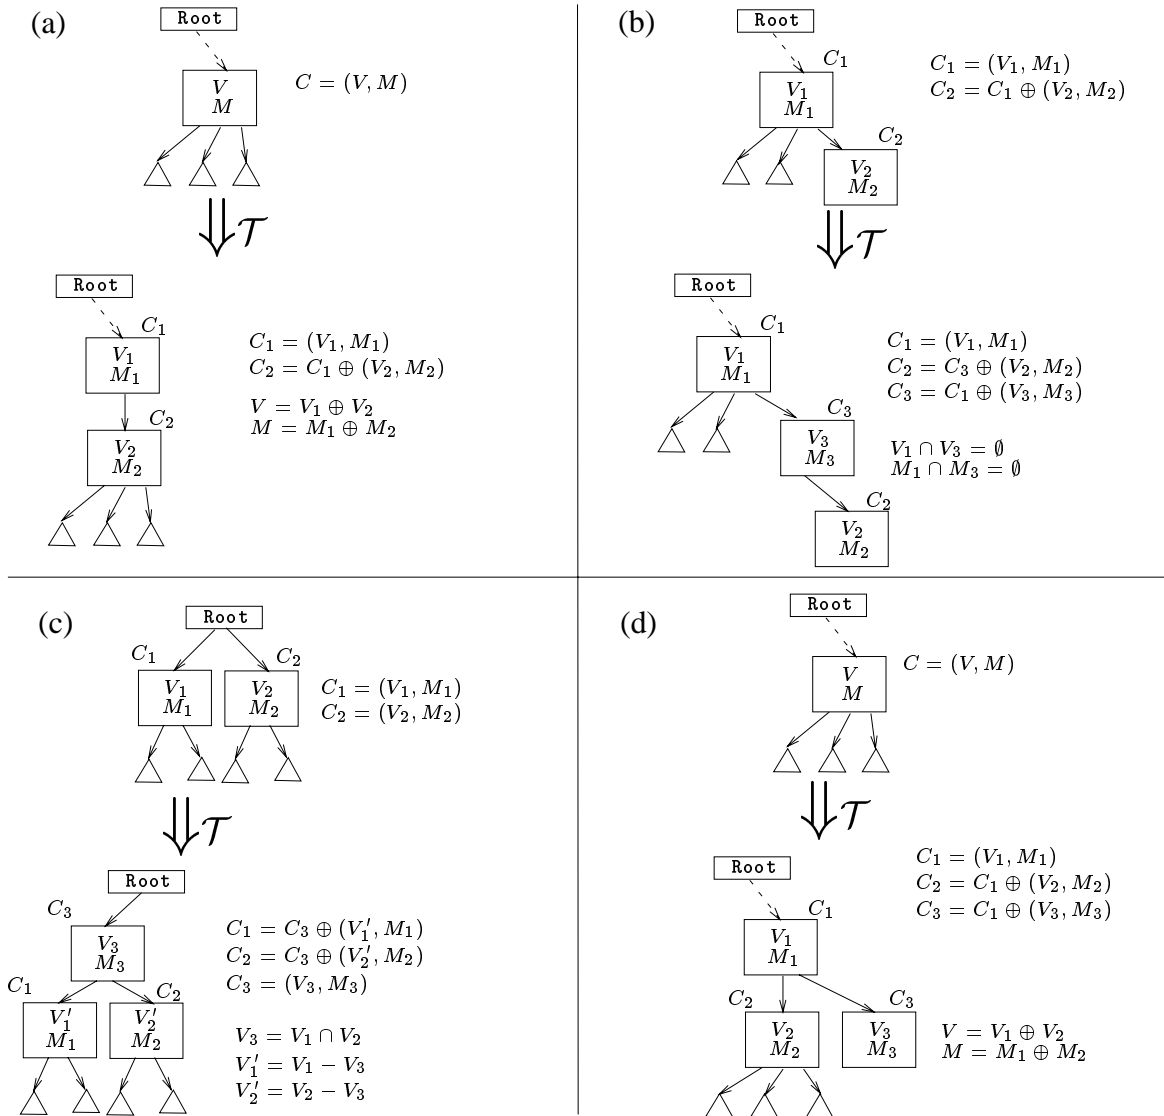 (a)
Root
V
M
C = (V, M)
𝒯
Root
C₁
V₁
M₁
C₂
V₂
M₂
C₁ = (V₁, M₁)
C₂ = C₁ ⊕ (V₂, M₂)
V = V₁ ⊕ V₂
M = M₁ ⊕ M₂
(b)
Root
C₁
V₁
M₁
C₂
V₂
M₂
C₁ = (V₁, M₁)
C₂ = C₁ ⊕ (V₂, M₂)
𝒯
Root
C₁
V₁
M₁
C₃
V₃
M₃
C₂
V₂
M₂
C₁ = (V₁, M₁)
C₂ = C₃ ⊕ (V₂, M₂)
C₃ = C₁ ⊕ (V₃, M₃)
V₁ ∩ V₃ = ∅
M₁ ∩ M₃ = ∅
(c)
Root
C₁
V₁
M₁
C₂
V₂
M₂
C₁ = (V₁, M₁)
C₂ = (V₂, M₂)
𝒯
Root
C₃
V₃
M₃
C₁
V₁′
M₁
C₂
V₂′
M₂
C₁ = C₃ ⊕ (V₁′, M₁)
C₂ = C₃ ⊕ (V₂′, M₂)
C₃ = (V₃, M₃)
V₃ = V₁ ∩ V₂
V₁′ = V₁ − V₃
V₂′ = V₂ − V₃
(d)
Root
V
M
C = (V, M)
𝒯
Root
C₁
V₁
M₁
C₂
V₂
M₂
C₃
V₃
M₃
C₁ = (V₁, M₁)
C₂ = C₁ ⊕ (V₂, M₂)
C₃ = C₁ ⊕ (V₃, M₃)
V = V₁ ⊕ V₂
M = M₁ ⊕ M₂